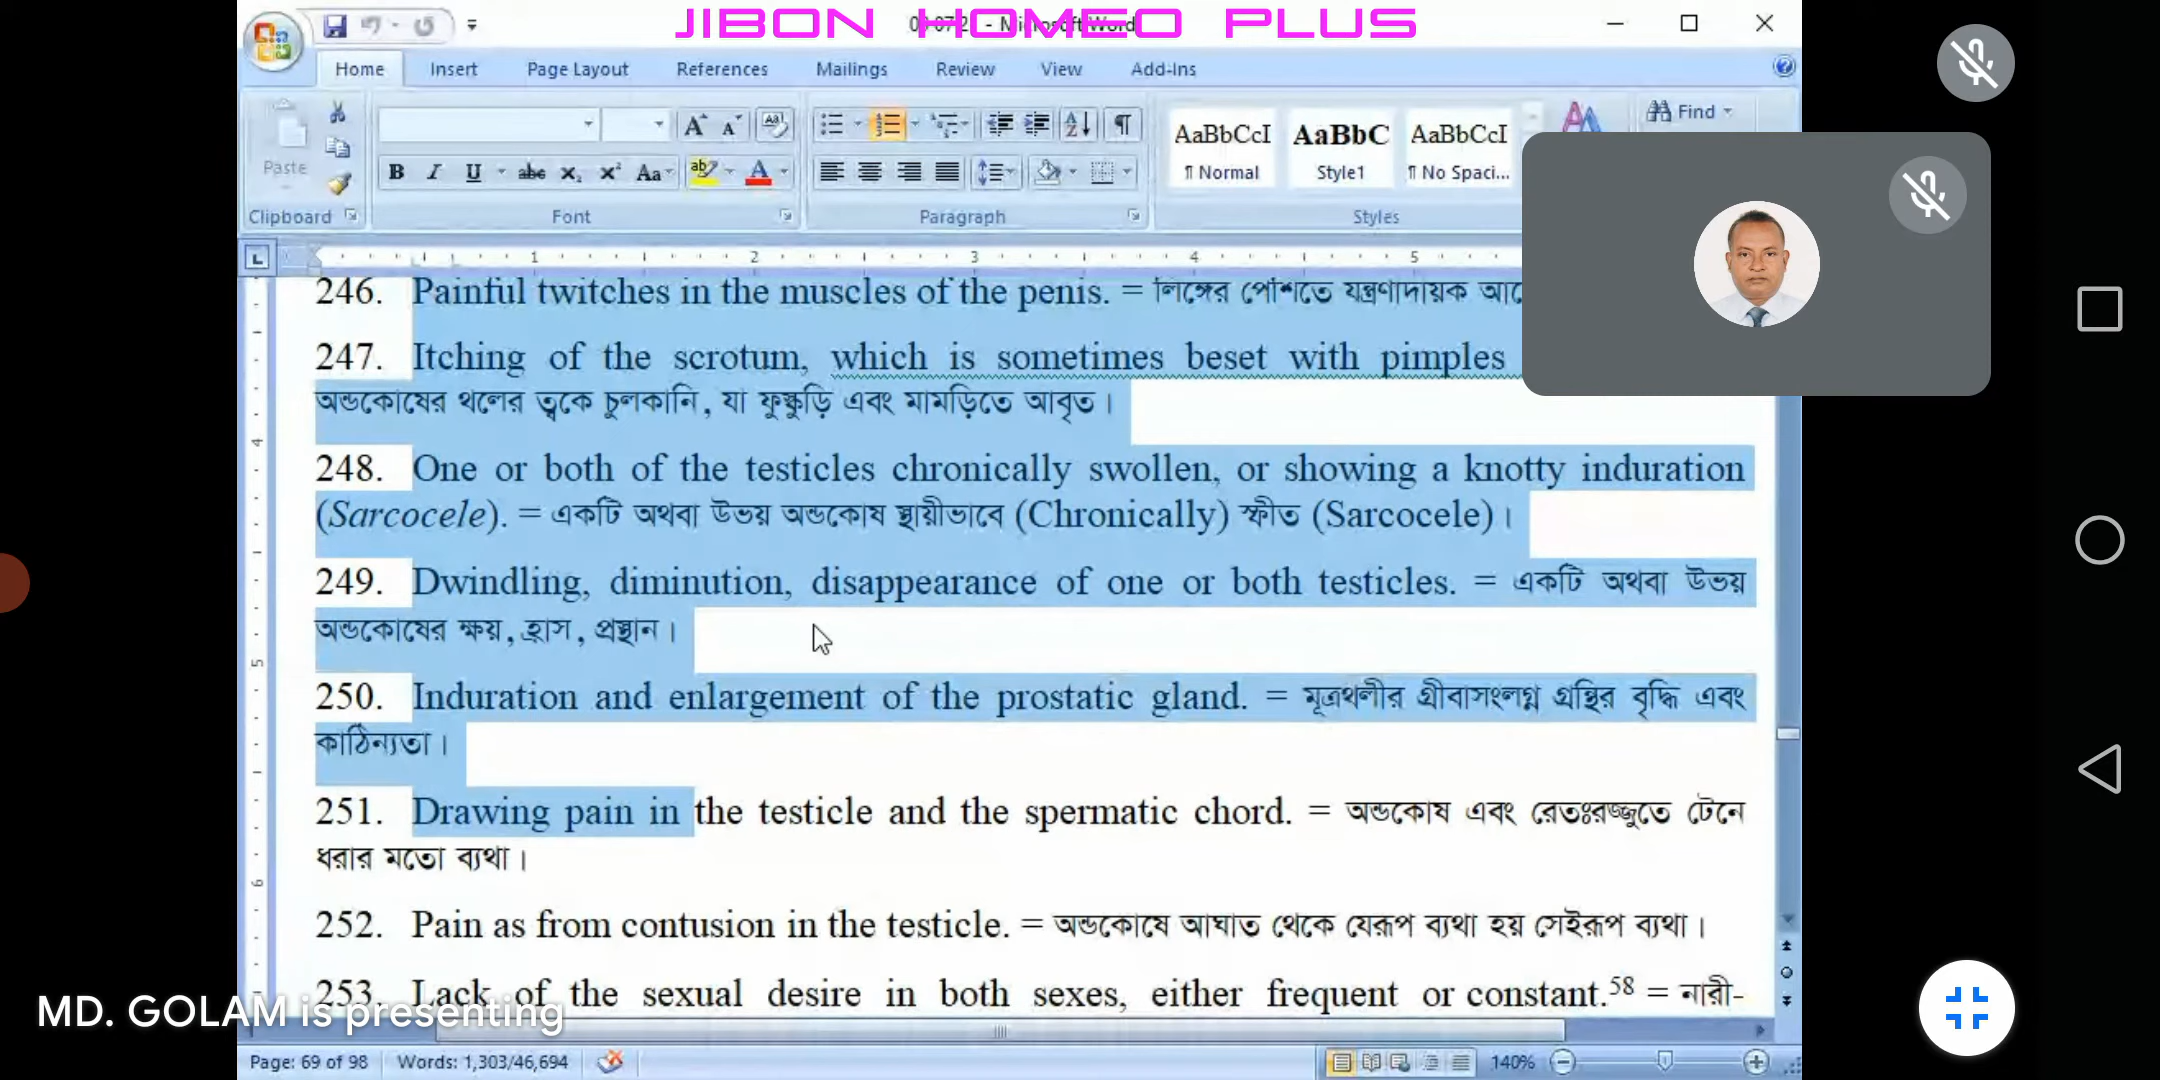 JIBON HOMEO PLUS
Microsoft Word
Home Insert Page Layout References Mailings Review View Add-Ins
Paste
Find
AaBbCcI AaBbC AaBbCcI
¶ Normal Style1 ¶ No Spaci...
Clipboard Font Paragraph Styles
1 2 3 4 5
246. Painful twitches in the muscles of the penis. = লিঙ্গের পেশিতে যন্ত্রণাদায়ক
247. Itching of the scrotum, which is sometimes beset with pimples
অন্ডকোষের থলের ত্বকে চুলকানি, যা ফুস্কুড়ি এবং মামড়িতে আবৃত।
248. One or both of the testicles chronically swollen, or showing a knotty induration
(Sarcocele). = একটি অথবা উভয় অন্ডকোষ স্থায়ীভাবে (Chronically) স্ফীত (Sarcocele)।
249. Dwindling, diminution, disappearance of one or both testicles. = একটি অথবা উভয়
অন্ডকোষের ক্ষয়, হ্রাস, প্রস্থান।
250. Induration and enlargement of the prostatic gland. = মূত্রথলীর গ্রীবাসংলগ্ন গ্রন্থির বৃদ্ধি এবং
কাঠিন্যতা।
251. Drawing pain in the testicle and the spermatic chord. = অন্ডকোষ এবং রেতঃরজ্জুতে টেনে
ধরার মতো ব্যথা।
252. Pain as from contusion in the testicle. = অন্ডকোষে আঘাত থেকে যেরূপ ব্যথা হয় সেইরূপ ব্যথা।
253. Lack of the sexual desire in both sexes, either frequent or constant.58 = নারী-
MD. GOLAM is presenting
Page: 69 of 98 Words: 1,303/46,694 140%